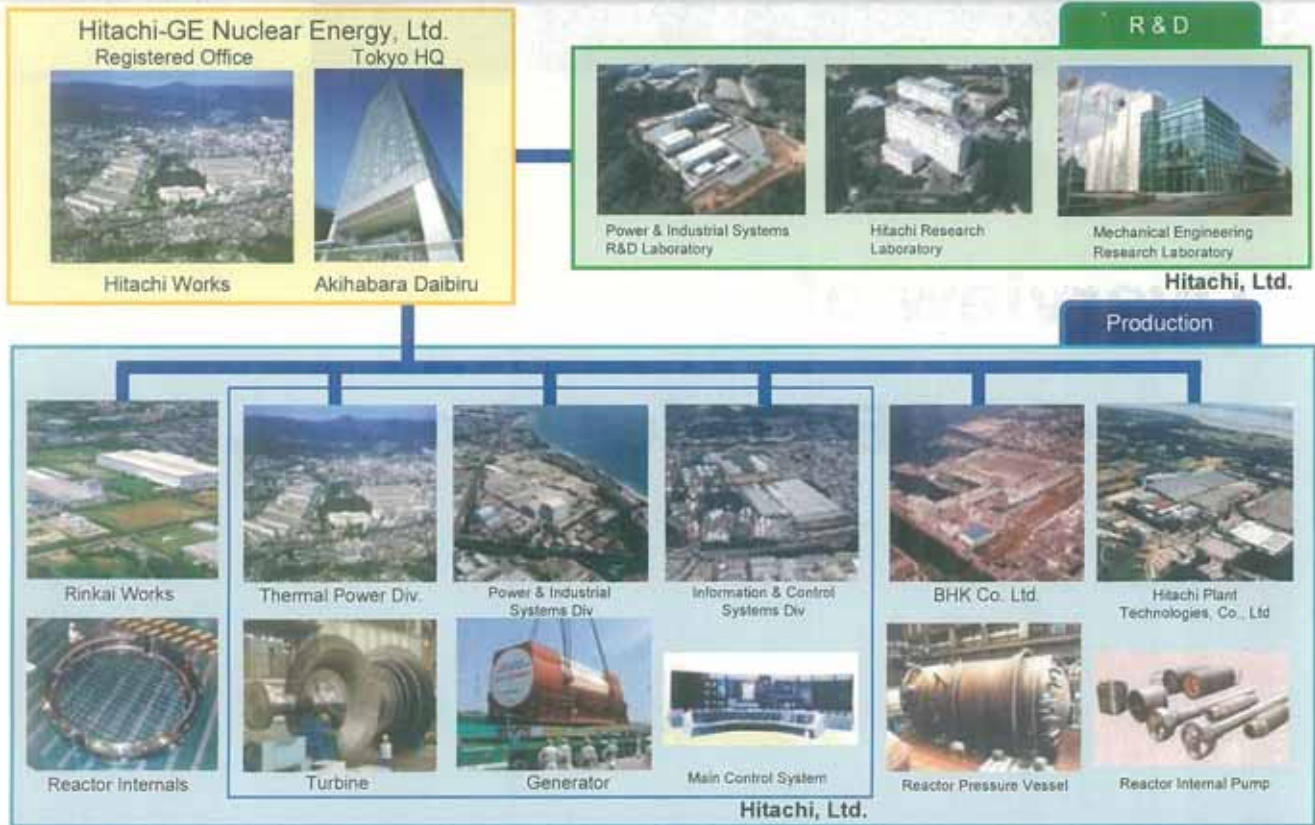 Hitachi-GE Nuclear Energy, Ltd.
Registered Office
Tokyo HQ
Hitachi Works
Akihabara Daibiru
R & D
Power & Industrial Systems
R&D Laboratory
Hitachi Research
Laboratory
Mechanical Engineering
Research Laboratory
Hitachi, Ltd.
Production
Rinkai Works
Thermal Power Div.
Power & Industrial
Systems Div
Information & Control
Systems Div
BHK Co. Ltd.
Hitachi Plant
Technologies, Co., Ltd
Reactor Internals
Turbine
Generator
Main Control System
Reactor Pressure Vessel
Reactor Internal Pump
Hitachi, Ltd.